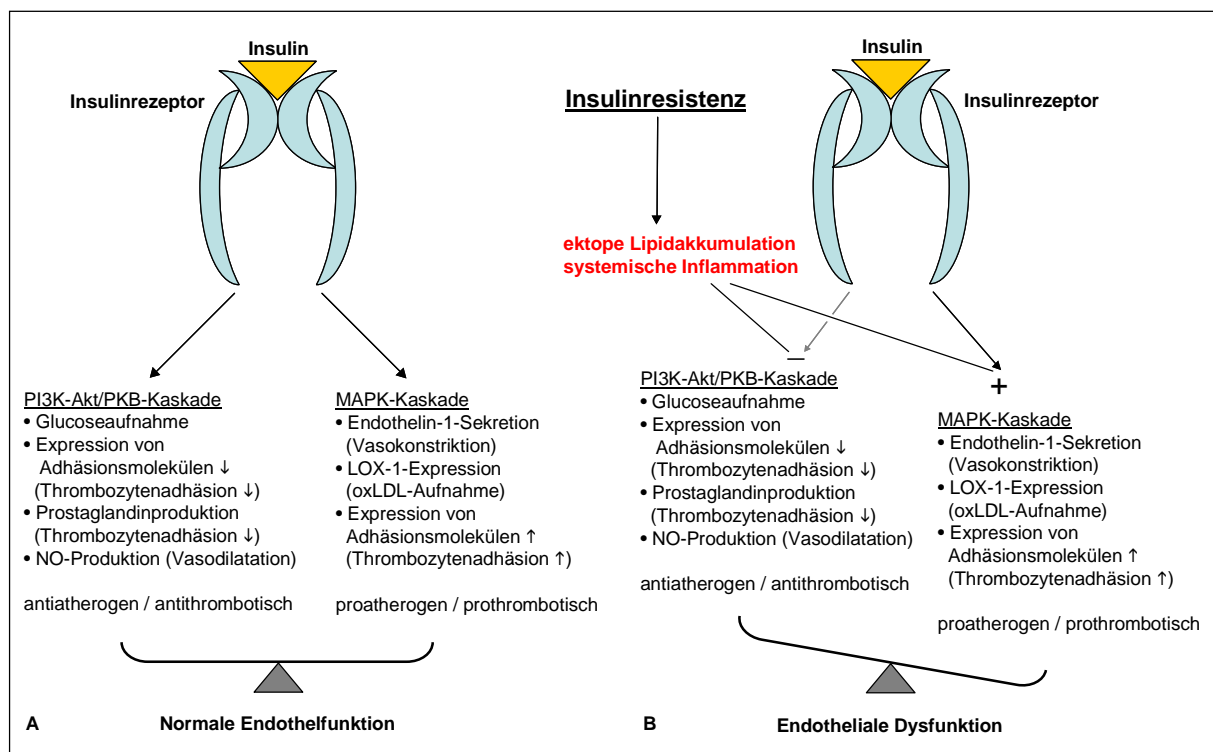 Insulin
Insulinrezeptor
PI3K-Akt/PKB-Kaskade
• Glucoseaufnahme
• Expression von
Adhäsionsmolekülen ↓
(Thrombozytenadhäsion ↓)
• Prostaglandinproduktion
(Thrombozytenadhäsion ↓)
• NO-Produktion (Vasodilatation)
antiatherogen / antithrombotisch
MAPK-Kaskade
• Endothelin-1-Sekretion
(Vasokonstriktion)
• LOX-1-Expression
(oxLDL-Aufnahme)
• Expression von
Adhäsionsmolekülen ↑
(Thrombozytenadhäsion ↑)
proatherogen / prothrombotisch
A
Normale Endothelfunktion
Insulin
Insulinresistenz
Insulinrezeptor
ektope Lipidakkumulation
systemische Inflammation
–
PI3K-Akt/PKB-Kaskade
• Glucoseaufnahme
• Expression von
Adhäsionsmolekülen ↓
(Thrombozytenadhäsion ↓)
• Prostaglandinproduktion
(Thrombozytenadhäsion ↓)
• NO-Produktion (Vasodilatation)
antiatherogen / antithrombotisch
+
MAPK-Kaskade
• Endothelin-1-Sekretion
(Vasokonstriktion)
• LOX-1-Expression
(oxLDL-Aufnahme)
• Expression von
Adhäsionsmolekülen ↑
(Thrombozytenadhäsion ↑)
proatherogen / prothrombotisch
B
Endotheliale Dysfunktion